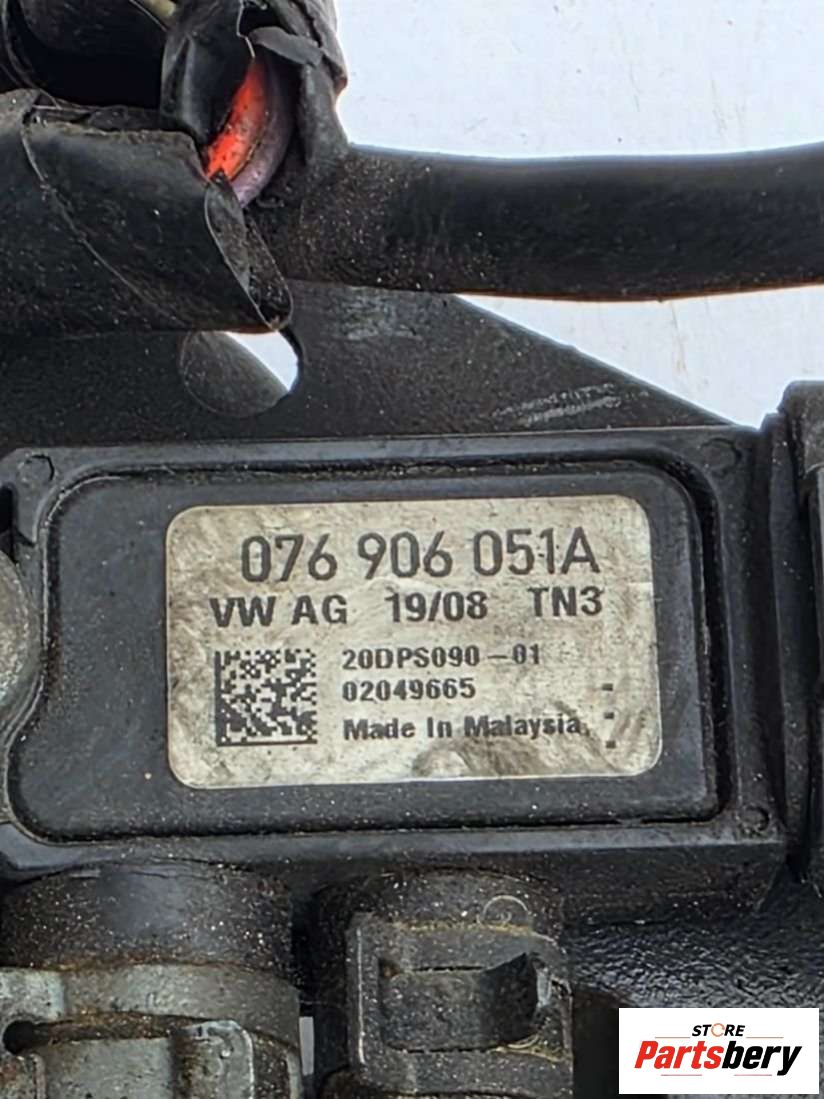 076 906 051A
VW AG 19/08 TN3
20DPS090-01
02049665
Made In Malaysia
STORE
Partsbery